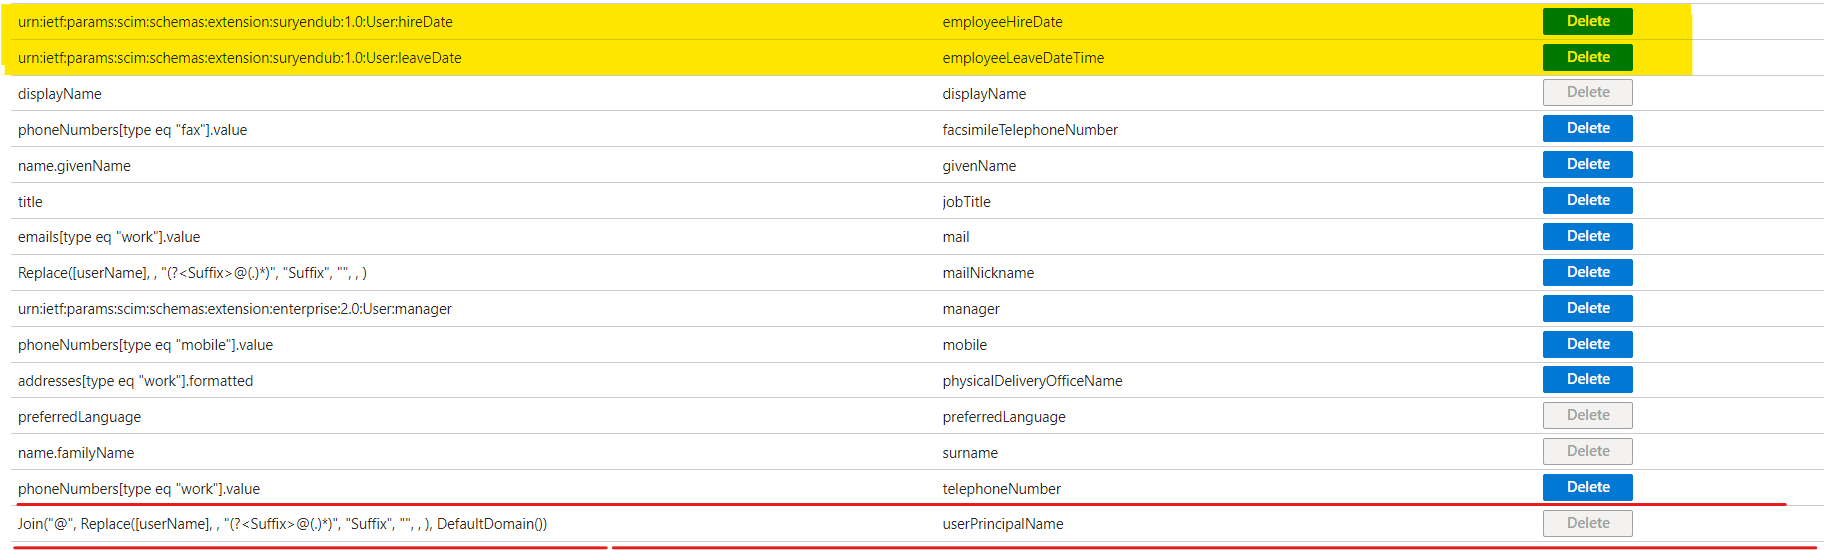 urn:ietf:params:scim:schemas:extension:suryendub:1.0:User:hireDate employeeHireDate Delete
urn:ietf:params:scim:schemas:extension:suryendub:1.0:User:leaveDate employeeLeaveDateTime Delete
displayName displayName Delete
phoneNumbers[type eq "fax"].value facsimileTelephoneNumber Delete
name.givenName givenName Delete
title jobTitle Delete
emails[type eq "work"].value mail Delete
Replace([userName], , "(?<Suffix>@(.)*)", "Suffix", "", , ) mailNickname Delete
urn:ietf:params:scim:schemas:extension:enterprise:2.0:User:manager manager Delete
phoneNumbers[type eq "mobile"].value mobile Delete
addresses[type eq "work"].formatted physicalDeliveryOfficeName Delete
preferredLanguage preferredLanguage Delete
name.familyName surname Delete
phoneNumbers[type eq "work"].value telephoneNumber Delete
Join("@", Replace([userName], , "(?<Suffix>@(.)*)", "Suffix", "", , ), DefaultDomain()) userPrincipalName Delete